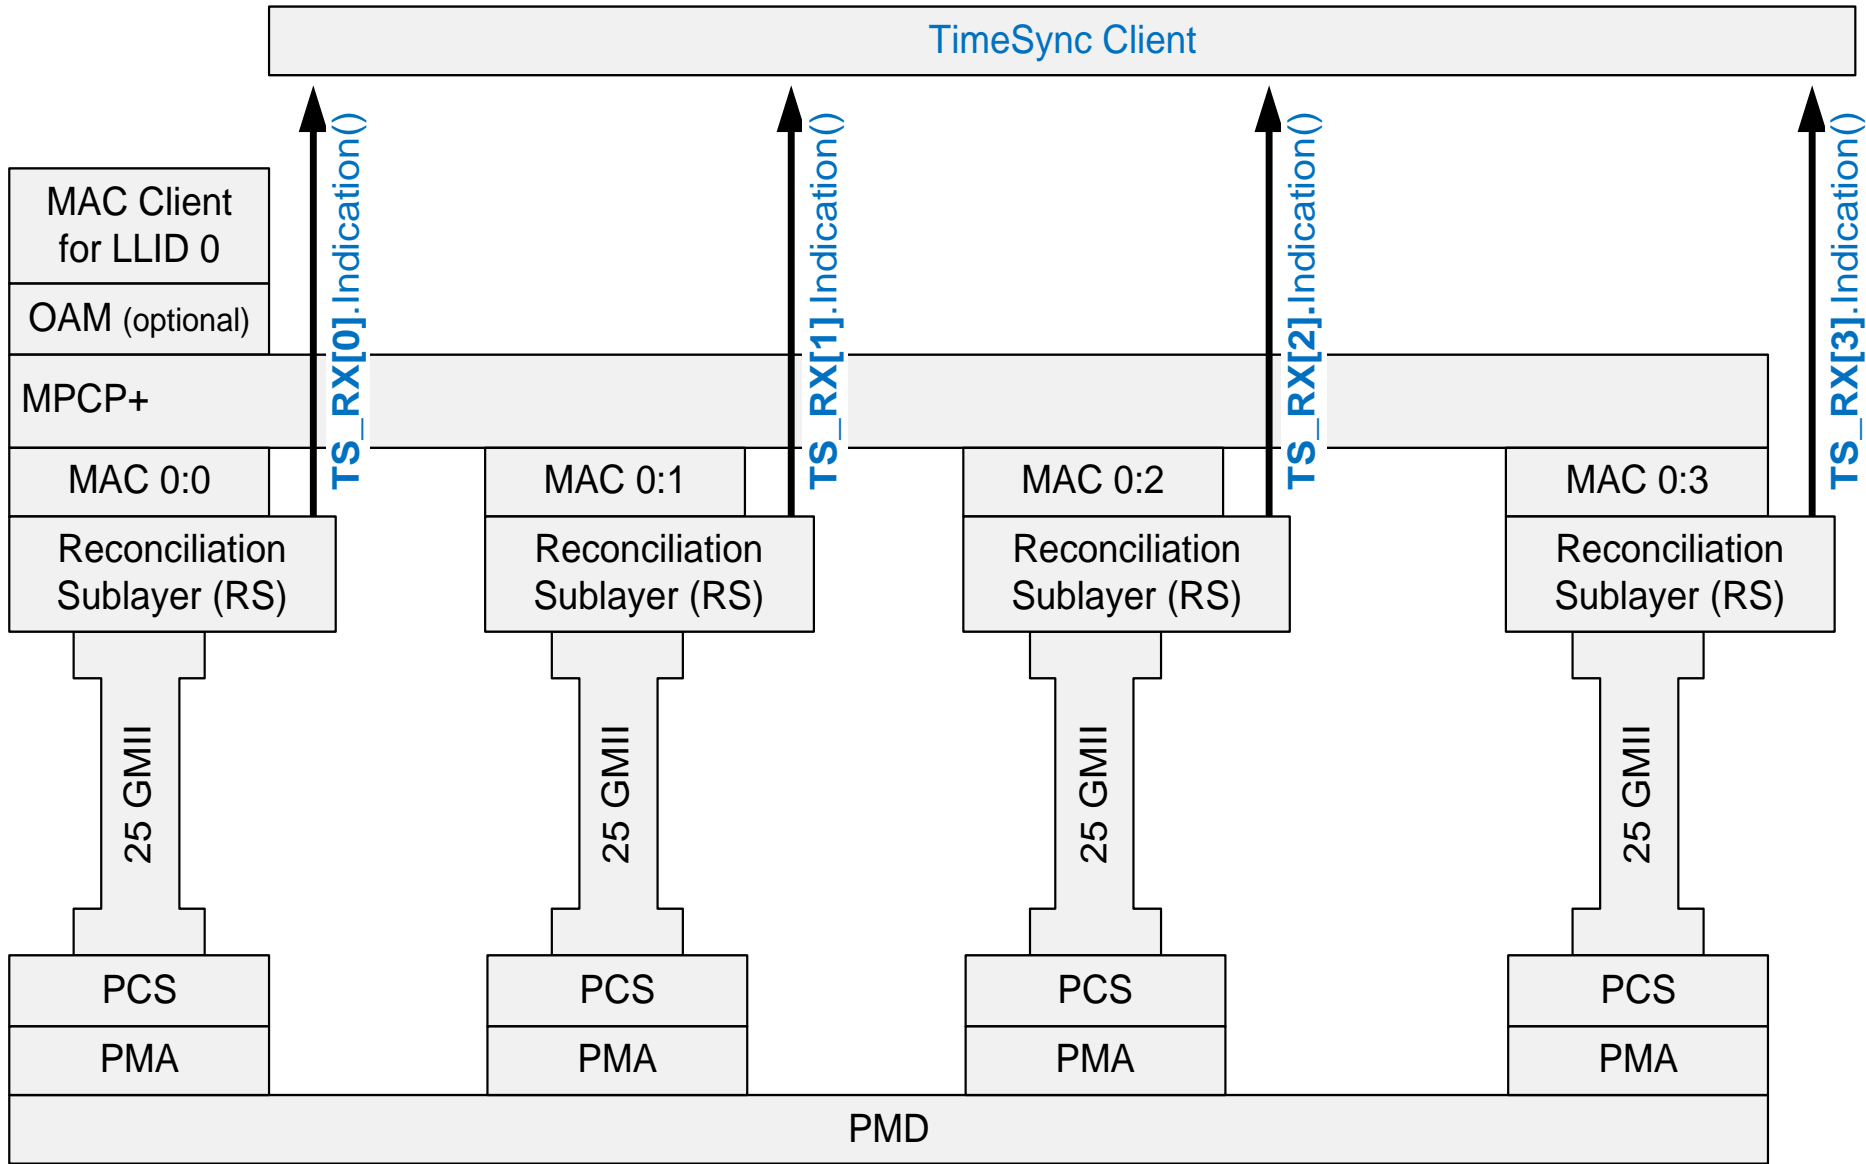 TimeSync Client
TS_RX[0].Indication()
TS_RX[1].Indication()
TS_RX[2].Indication()
TS_RX[3].Indication()
MAC Client
for LLID 0
OAM (optional)
MPCP+
MAC 0:0
MAC 0:1
MAC 0:2
MAC 0:3
Reconciliation
Sublayer (RS)
Reconciliation
Sublayer (RS)
Reconciliation
Sublayer (RS)
Reconciliation
Sublayer (RS)
25 GMII
25 GMII
25 GMII
25 GMII
PCS
PCS
PCS
PCS
PMA
PMA
PMA
PMA
PMD